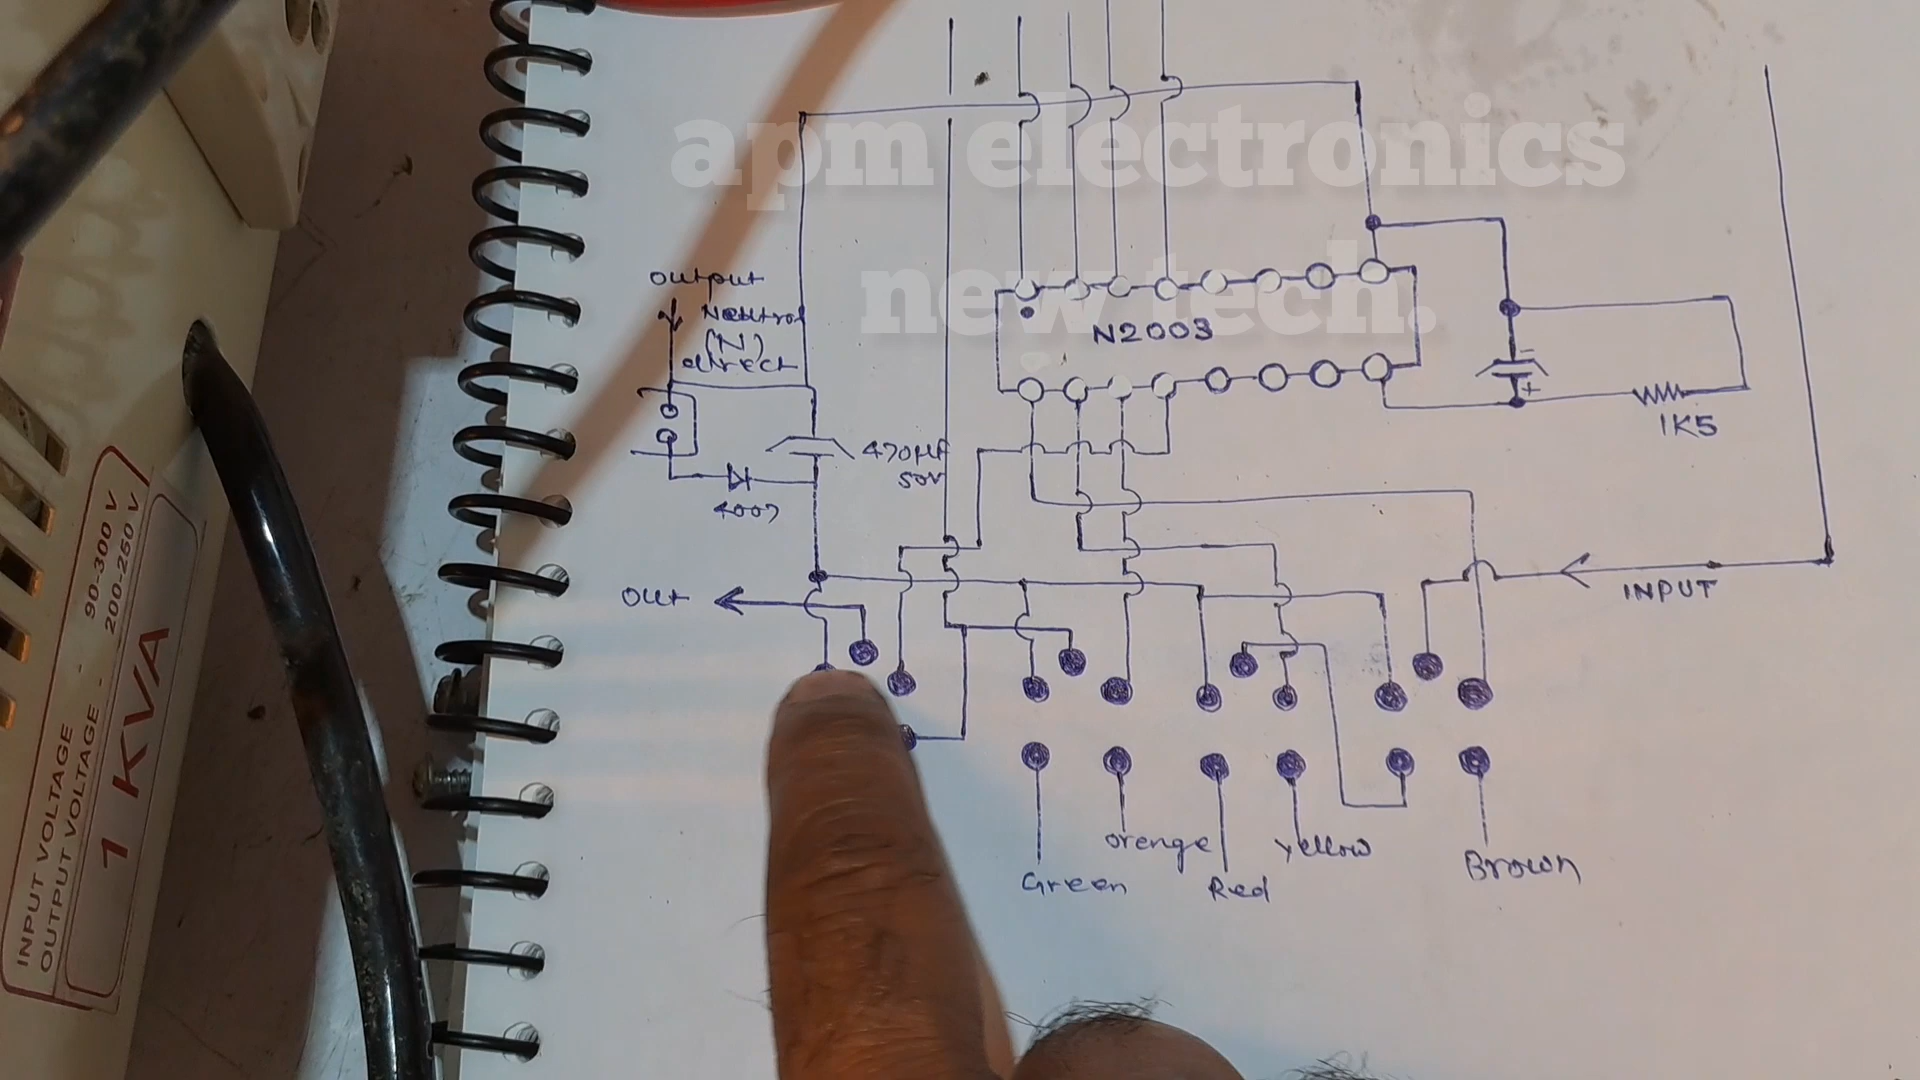 apm electronics
new tech.
output
Neutral
(N)
direct
N2003
470µF
50V
4007
1K5
OUT
INPUT
orenge
yellow
Green
Red
Brown
INPUT VOLTAGE - 90-300 V
OUTPUT VOLTAGE - 200-250 V
1 KVA
+